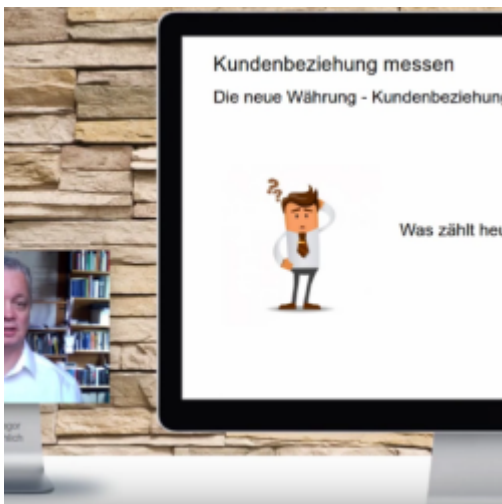 Kundenbeziehung messen
Die neue Währung - Kundenbeziehung
Was zählt heu
??